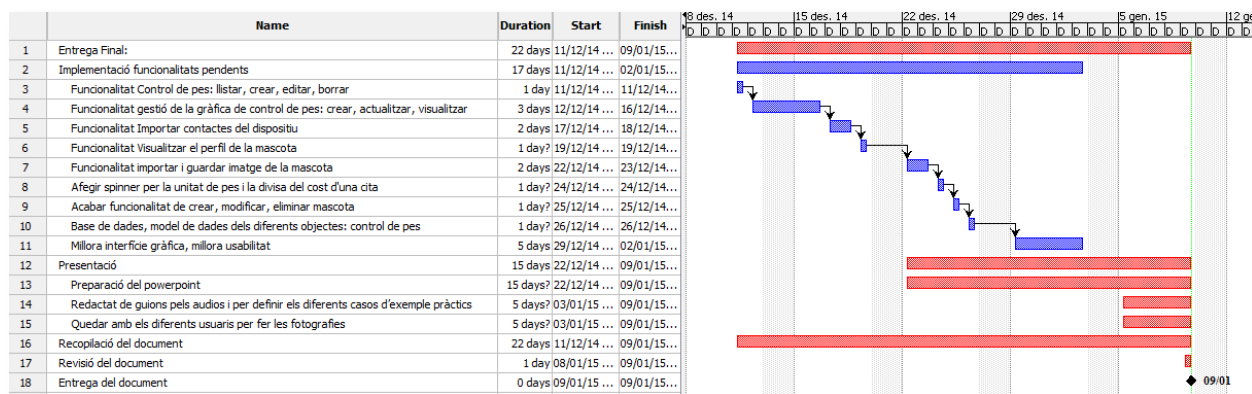 Name Duration Start Finish 8 des. 14 15 des. 14 22 des. 14 29 des. 14 5 gen. 15 12 ge
D D D D D D D D D D D D D D D D D D D D D D D D D D D D D D D D D D D D
1 Entrega Final: 22 days 11/12/14 ... 09/01/15...
2 Implementació funcionalitats pendents 17 days 11/12/14 ... 02/01/15...
3 Funcionalitat Control de pes: llistar, crear, editar, borrar 1 day 11/12/14 ... 11/12/14...
4 Funcionalitat gestió de la gràfica de control de pes: crear, actualitzar, visualitzar 3 days 12/12/14 ... 16/12/14...
5 Funcionalitat Importar contactes del dispositiu 2 days 17/12/14 ... 18/12/14...
6 Funcionalitat Visualitzar el perfil de la mascota 1 day? 19/12/14 ... 19/12/14...
7 Funcionalitat importar i guardar imatge de la mascota 2 days 22/12/14 ... 23/12/14...
8 Afegir spinner per la unitat de pes i la divisa del cost d'una cita 1 day? 24/12/14 ... 24/12/14...
9 Acabar funcionalitat de crear, modificar, eliminar mascota 1 day? 25/12/14 ... 25/12/14...
10 Base de dades, model de dades dels diferents objectes: control de pes 1 day? 26/12/14 ... 26/12/14...
11 Millora interfície gràfica, millora usabilitat 5 days 29/12/14 ... 02/01/15...
12 Presentació 15 days 22/12/14 ... 09/01/15...
13 Preparació del powerpoint 15 days? 22/12/14 ... 09/01/15...
14 Redactat de guions pels audios i per definir els diferents casos d'exemple pràctics 5 days? 03/01/15 ... 09/01/15...
15 Quedar amb els diferents usuaris per fer les fotografies 5 days? 03/01/15 ... 09/01/15...
16 Recopilació del document 22 days 11/12/14 ... 09/01/15...
17 Revisió del document 1 day 08/01/15 ... 09/01/15...
18 Entrega del document 0 days 09/01/15 ... 09/01/15... 09/01